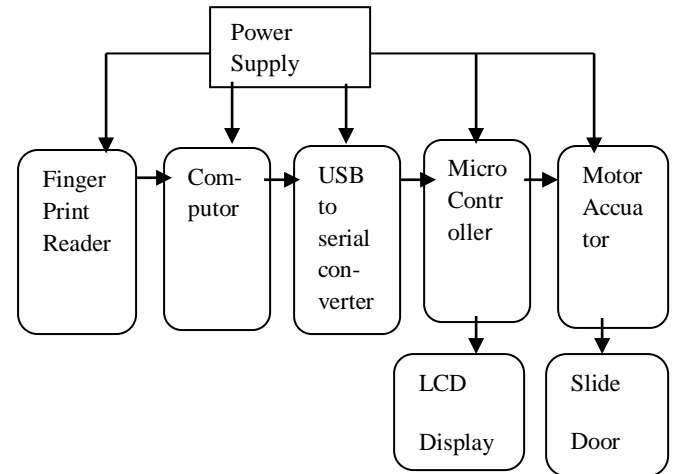 Power
Supply
Finger
Print
Reader
Com-
putor
USB
to
serial
con-
verter
Micro
Contr
oller
Motor
Accua
tor
LCD
Display
Slide
Door